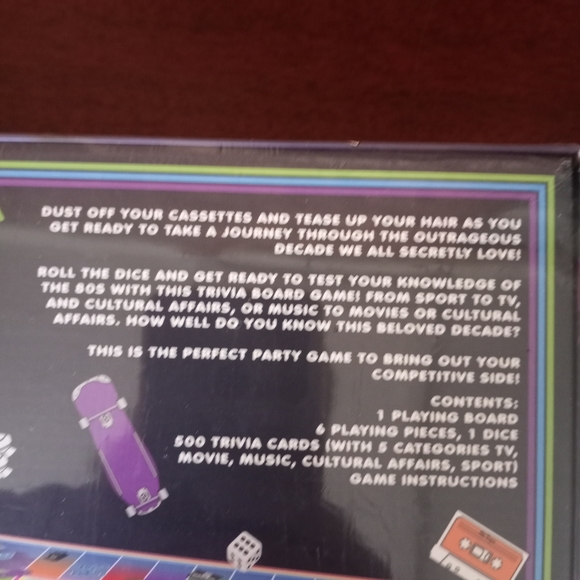 DUST OFF YOUR CASSETTES AND TEASE UP YOUR HAIR AS YOU
GET READY TO TAKE A JOURNEY THROUGH THE OUTRAGEOUS
DECADE WE ALL SECRETLY LOVE!
ROLL THE DICE AND GET READY TO TEST YOUR KNOWLEDGE OF
THE 80S WITH THIS TRIVIA BOARD GAME! FROM SPORT TO TV,
AND CULTURAL AFFAIRS, OR MUSIC TO MOVIES OR CULTURAL
AFFAIRS. HOW WELL DO YOU KNOW THIS BELOVED DECADE?
THIS IS THE PERFECT PARTY GAME TO BRING OUT YOUR
COMPETITIVE SIDE!
CONTENTS:
1 PLAYING BOARD
6 PLAYING PIECES, 1 DICE
500 TRIVIA CARDS (WITH 5 CATEGORIES TV,
MOVIE, MUSIC, CULTURAL AFFAIRS, SPORT)
GAME INSTRUCTIONS